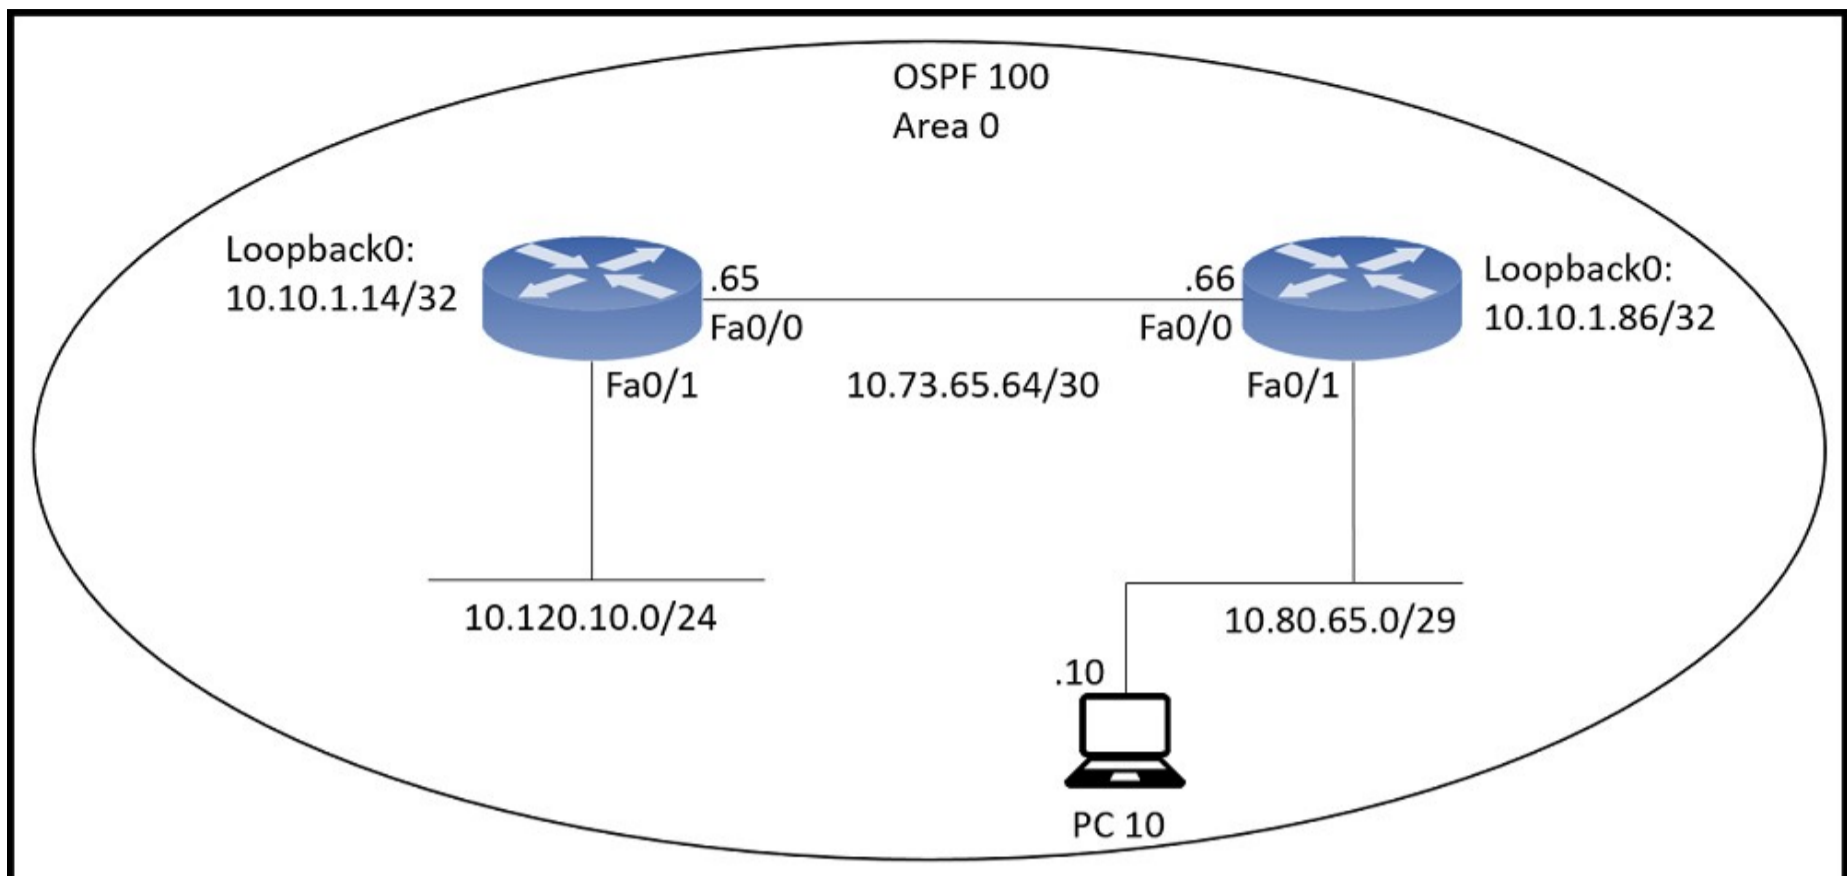 OSPF 100
Area 0
Loopback0:
10.10.1.14/32
.65
Fa0/0
Fa0/1
10.73.65.64/30
.66
Fa0/0
Fa0/1
Loopback0:
10.10.1.86/32
10.120.10.0/24
10.80.65.0/29
.10
PC 10